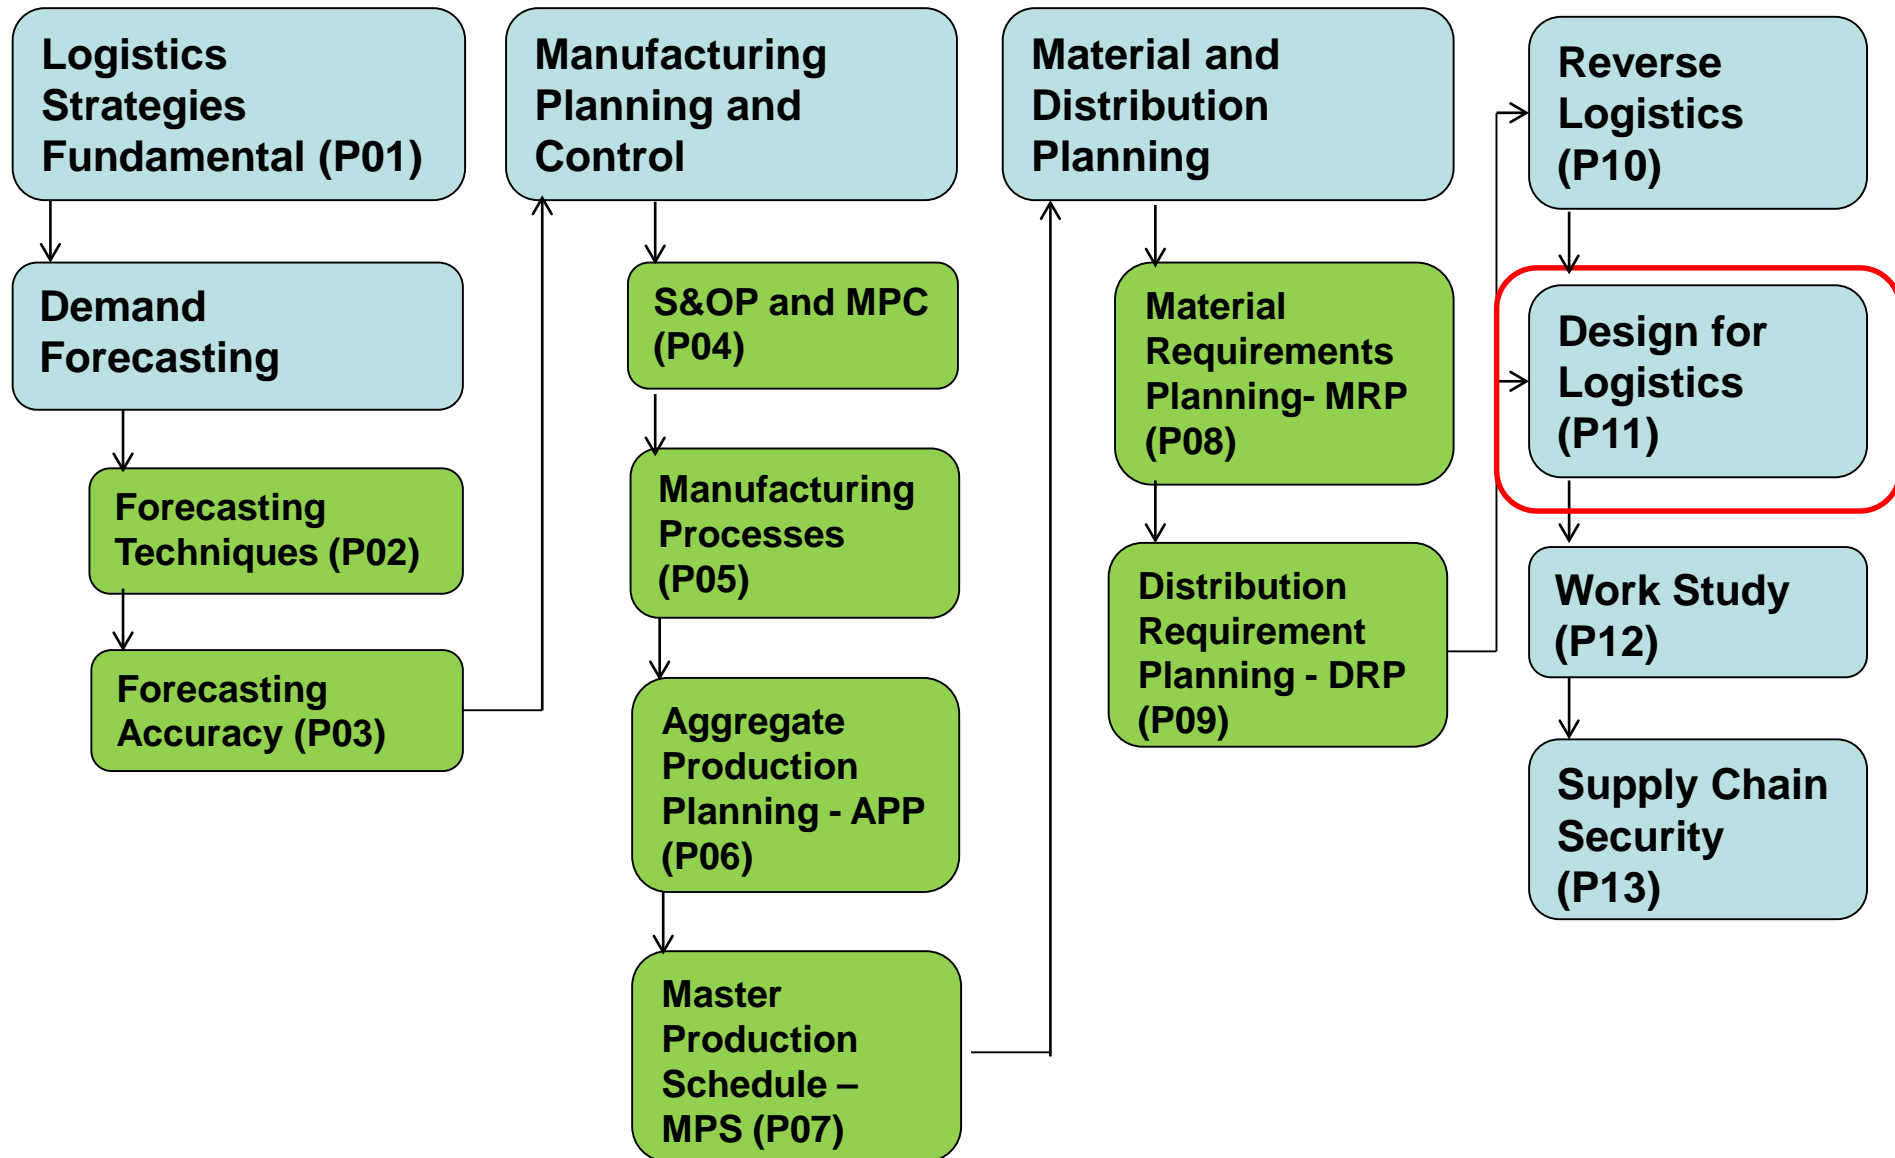 Logistics
Strategies
Fundamental (P01)
Demand
Forecasting
Forecasting
Techniques (P02)
Forecasting
Accuracy (P03)
Manufacturing
Planning and
Control
S&OP and MPC
(P04)
Manufacturing
Processes
(P05)
Aggregate
Production
Planning - APP
(P06)
Master
Production
Schedule –
MPS (P07)
Material and
Distribution
Planning
Material
Requirements
Planning- MRP
(P08)
Distribution
Requirement
Planning - DRP
(P09)
Reverse
Logistics
(P10)
Design for
Logistics
(P11)
Work Study
(P12)
Supply Chain
Security
(P13)